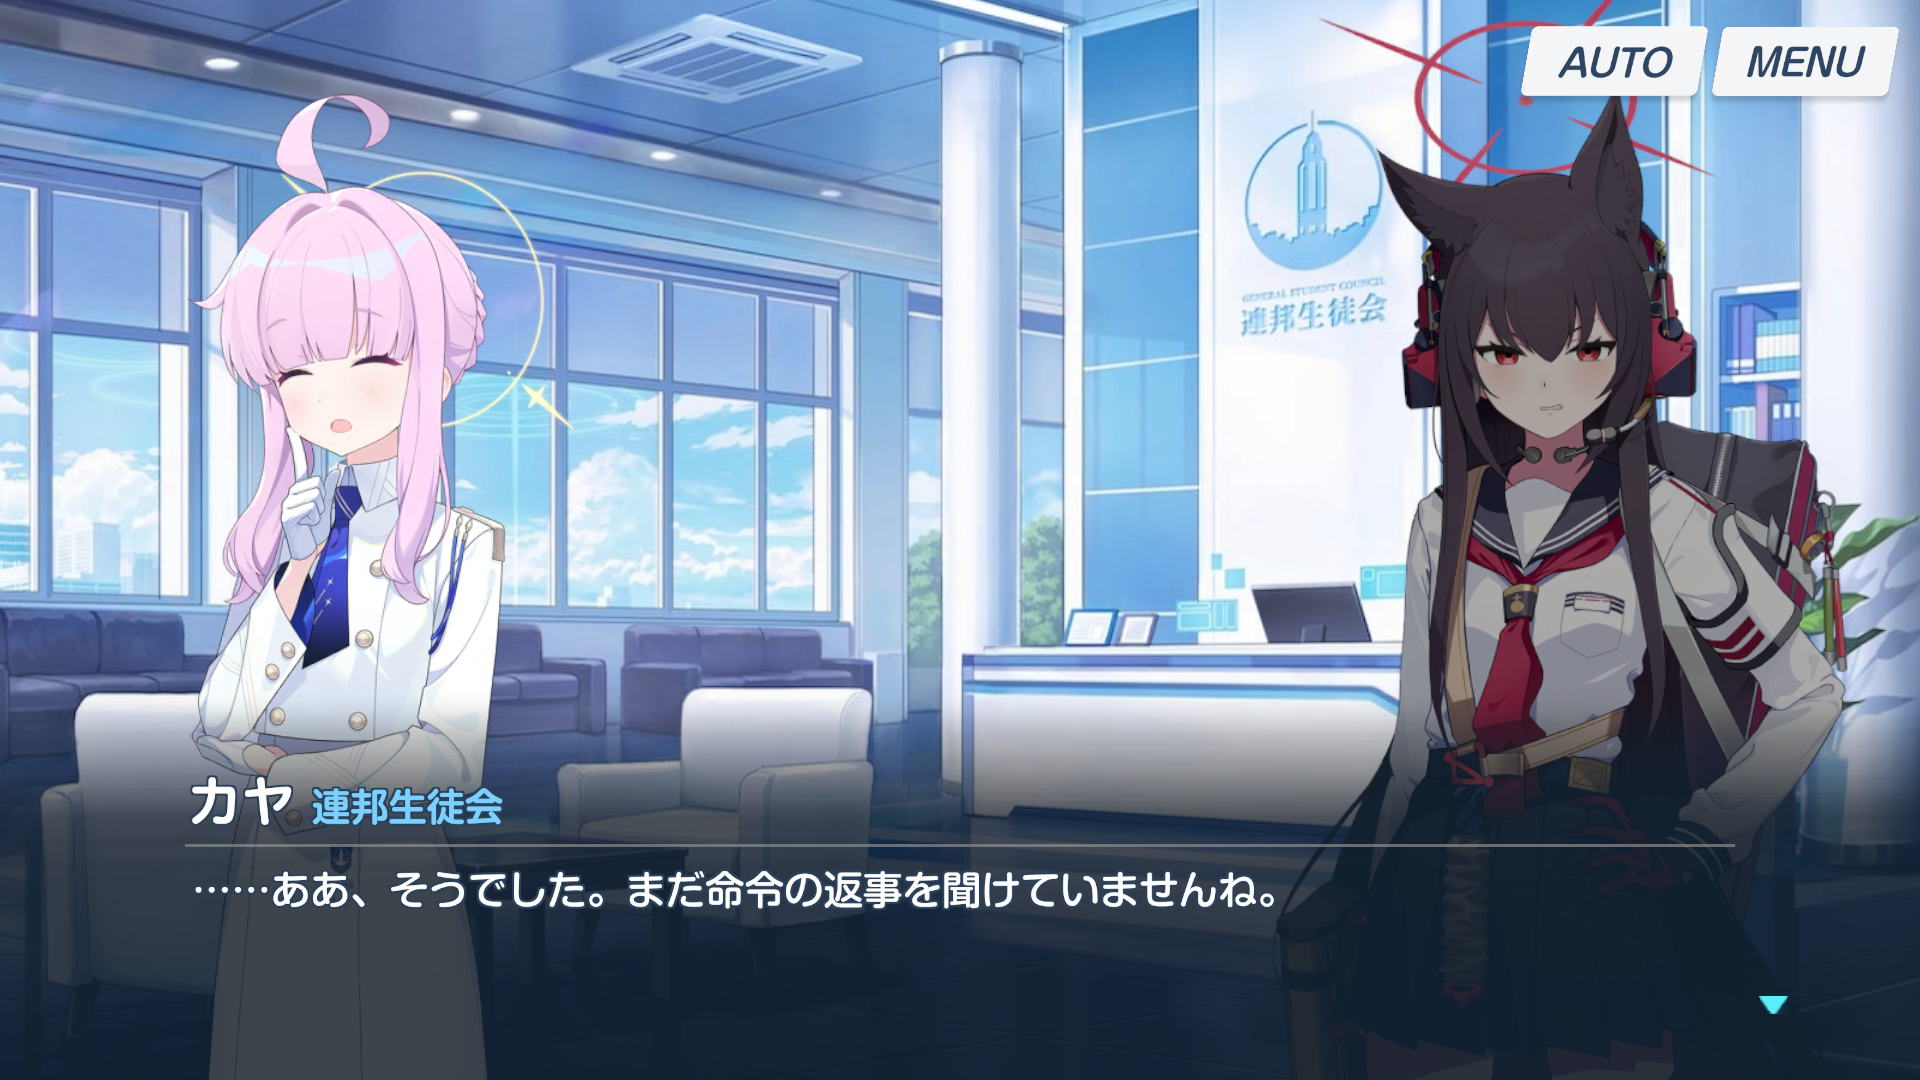 AUTO
MENU
GENERAL STUDENT COUNCIL
連邦生徒会
カヤ 連邦生徒会
……ああ、そうでした。まだ命令の返事を聞けていませんね。